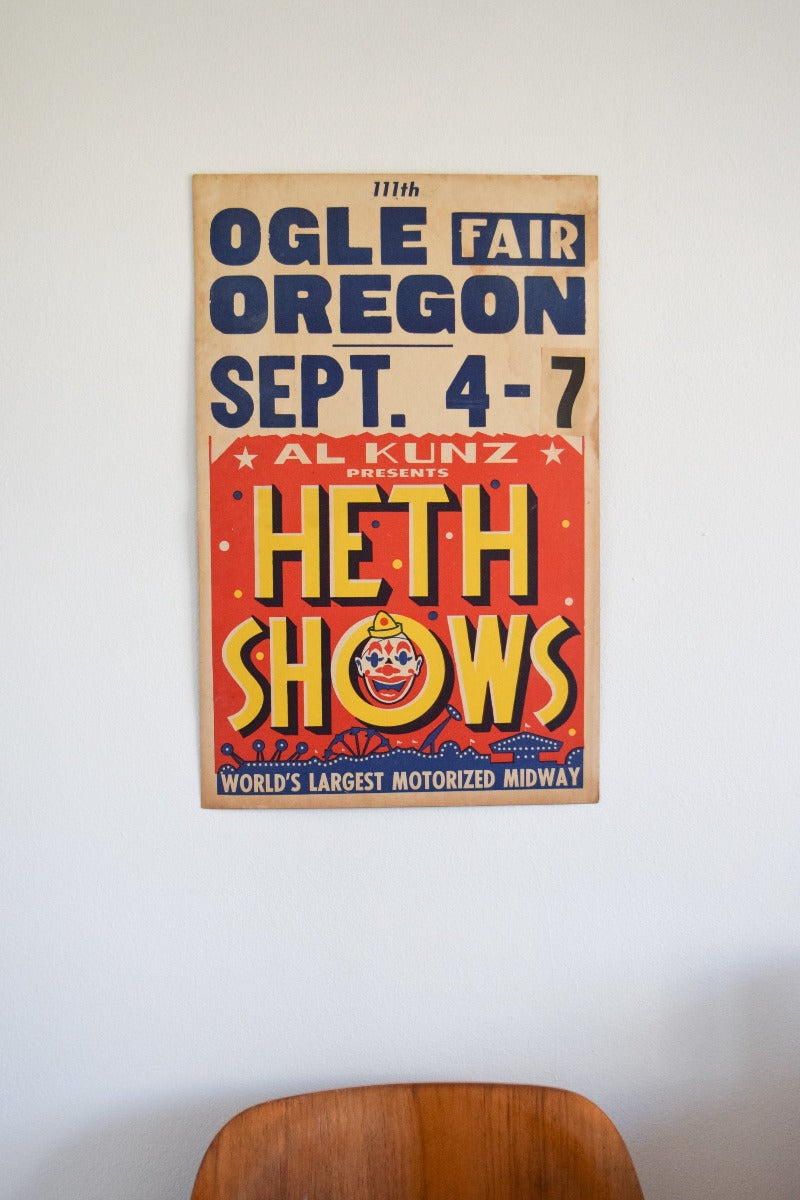 111th
OGLE FAIR
OREGON
SEPT. 4-7
AL KUNZ
PRESENTS
HETH
SHOWS
WORLD'S LARGEST MOTORIZED MIDWAY